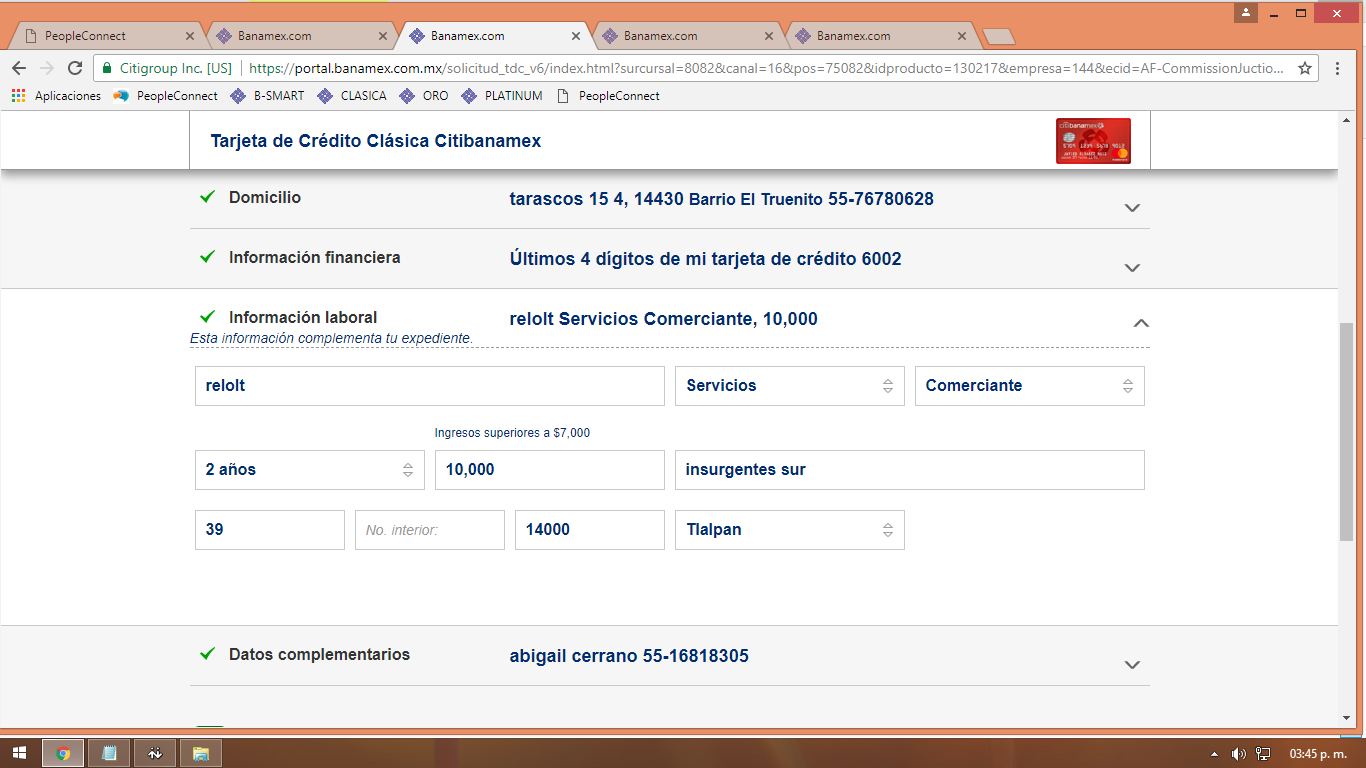 PeopleConnect
Banamex.com
Banamex.com
Banamex.com
Banamex.com
Citigroup Inc. [US]
https://portal.banamex.com.mx/solicitud_tdc_v6/index.html?surcursal=8082&canal=16&pos=75082&idproducto=130217&empresa=144&ecid=AF-CommissionJuctio...
Aplicaciones PeopleConnect B-SMART CLASICA ORO PLATINUM PeopleConnect
Tarjeta de Crédito Clásica Citibanamex
citibanamex
Domicilio
tarascos 15 4, 14430 Barrio El Truenito 55-76780628
Información financiera
Últimos 4 dígitos de mi tarjeta de crédito 6002
Información laboral
relolt Servicios Comerciante, 10,000
Esta información complementa tu expediente.
relolt Servicios Comerciante
Ingresos superiores a $7,000
2 años 10,000 insurgentes sur
39 No. interior: 14000 Tlalpan
Datos complementarios
abigail cerrano 55-16818305
03:45 p. m.